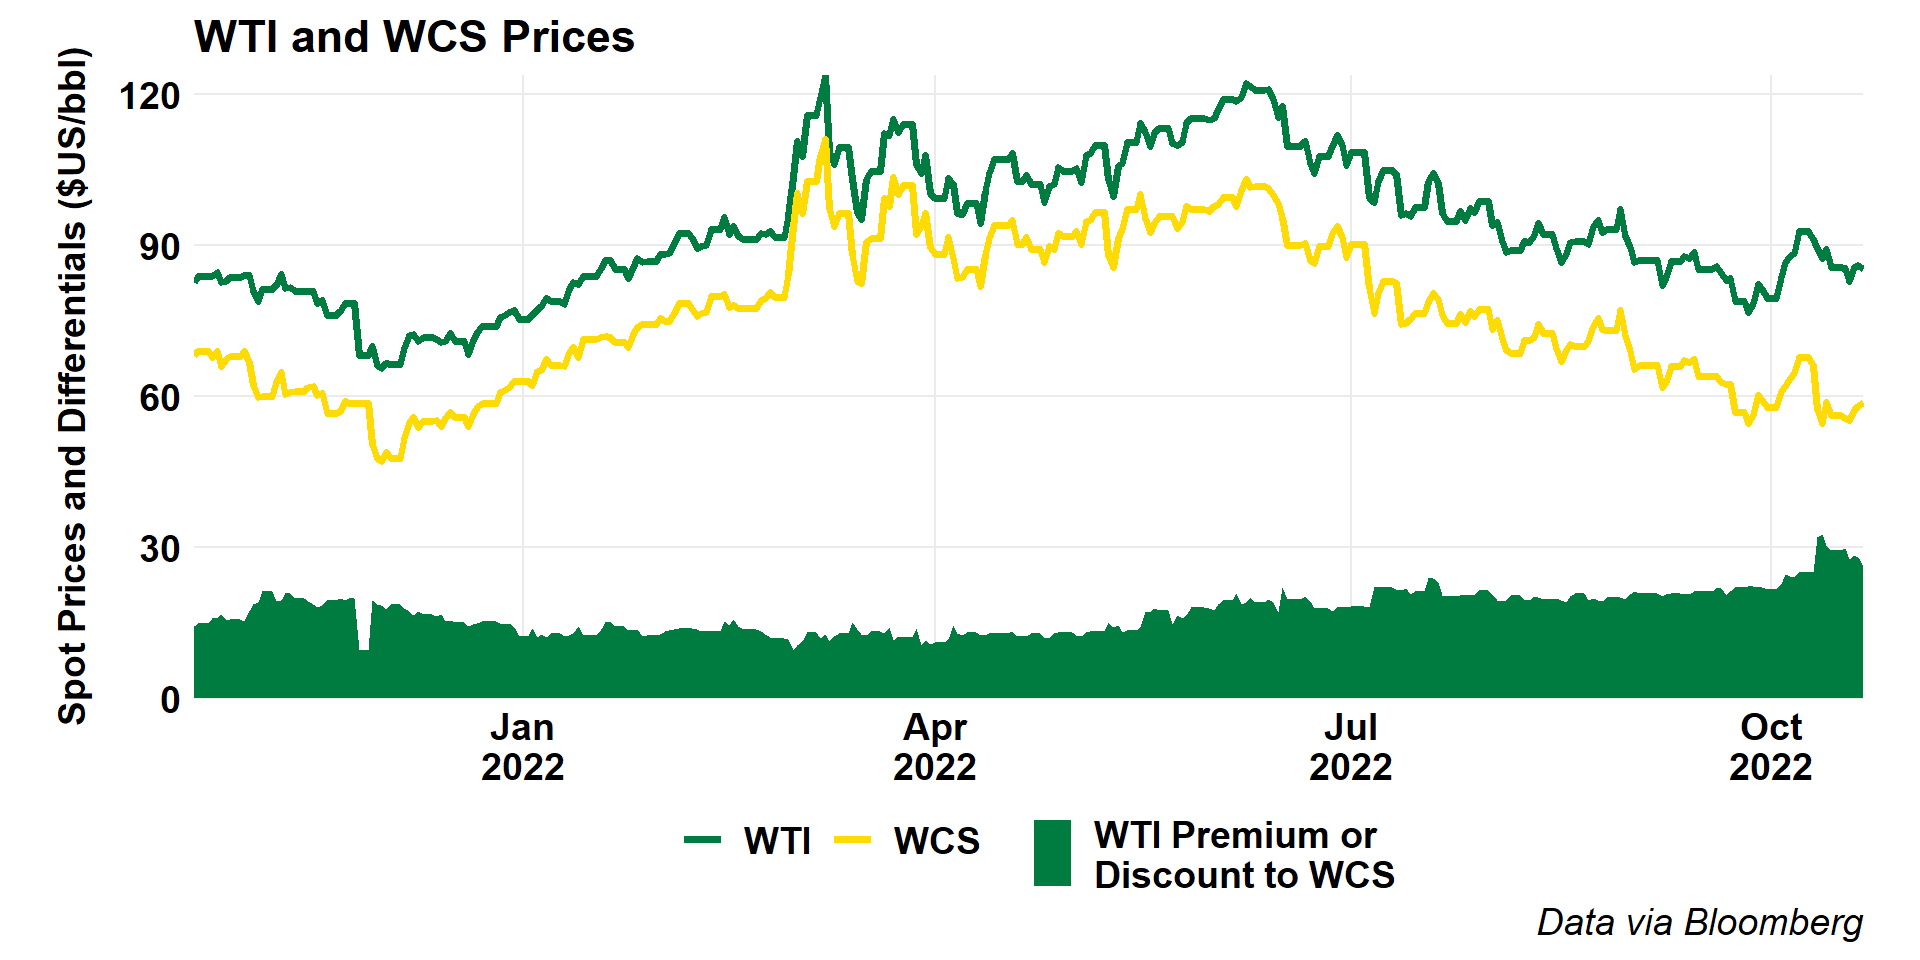 WTI and WCS Prices
Spot Prices and Differentials ($US/bbl)
120
90
60
30
0
Jan
2022
Apr
2022
Jul
2022
Oct
2022
WTI
WCS
WTI Premium or
Discount to WCS
Data via Bloomberg